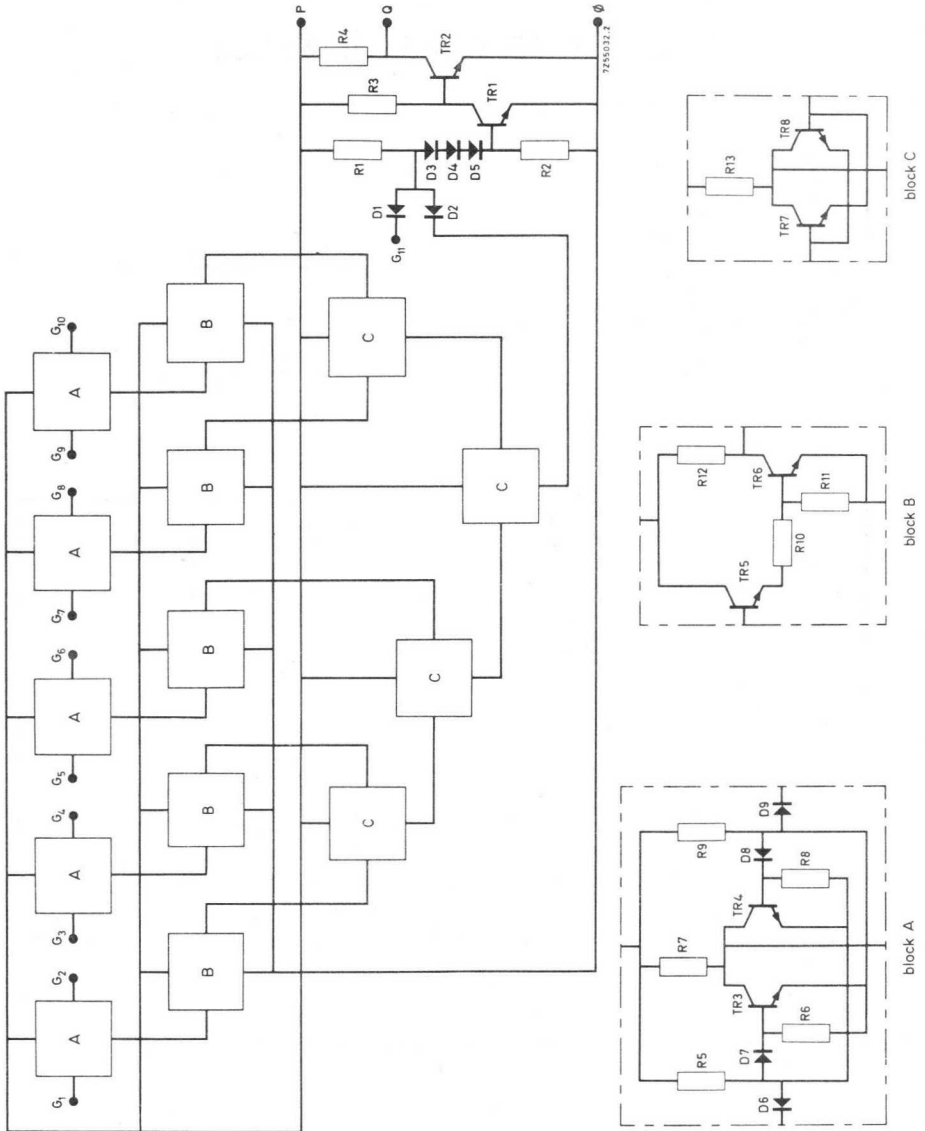 G1
A
G2
G3
A
G4
G5
A
G6
G7
A
G8
G9
A
G10
B
B
B
B
B
C
C
C
C
P
Q
Ø
R4
TR2
R3
TR1
R1
D3
D4
D5
R2
D1
D2
G11
7Z55032.2
D6
R5
D7
TR3
R6
R7
TR4
D8
R8
R9
D9
block A
TR5
R10
R12
TR6
R11
block B
R13
TR7
TR8
block C